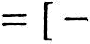 = [ −